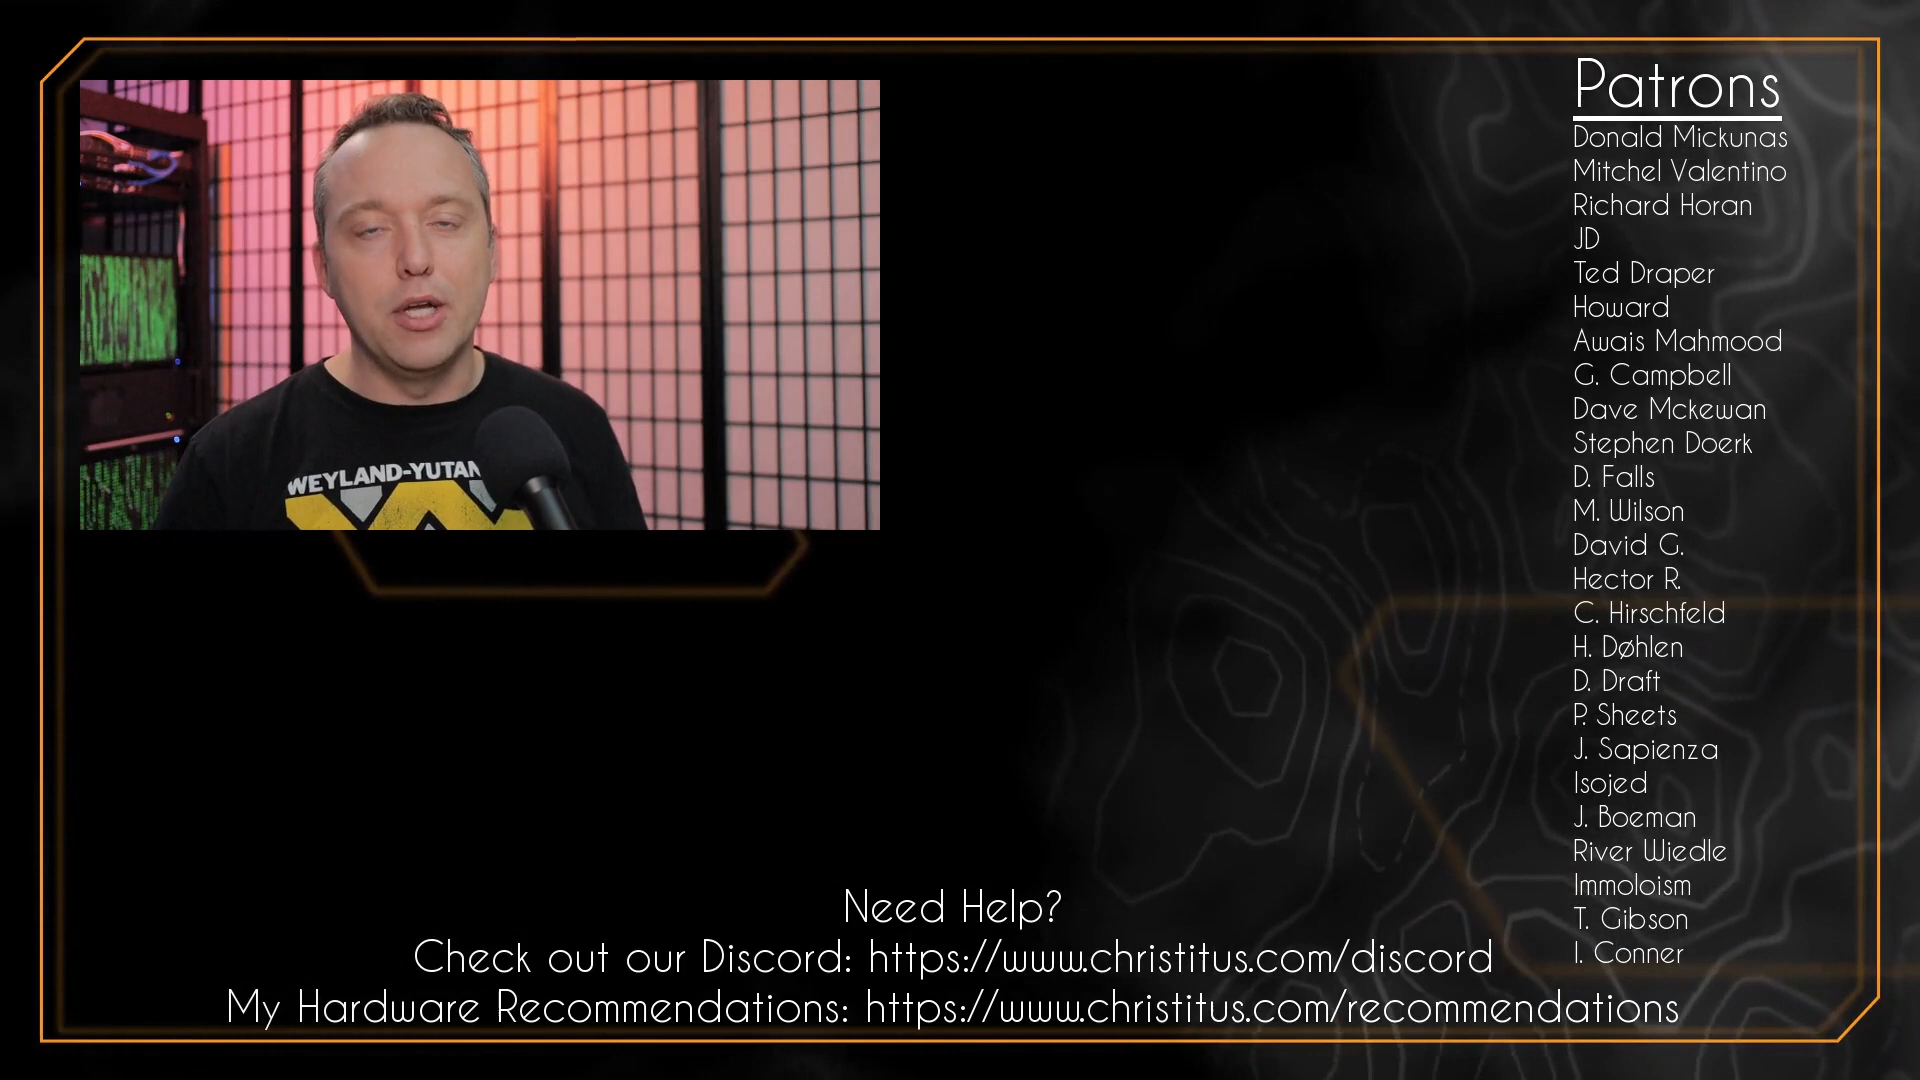 WEYLAND-YUTAN
Patrons
Donald Mickunas
Mitchel Valentino
Richard Horan
JD
Ted Draper
Howard
Awais Mahmood
G. Campbell
Dave Mckewan
Stephen Doerk
D. Falls
M. Wilson
David G.
Hector R.
C. Hirschfeld
H. Døhlen
D. Draft
P. Sheets
J. Sapienza
Isojed
J. Boeman
River Wiedle
Immoloism
T. Gibson
I. Conner
Need Help?
Check out our Discord: https://www.christitus.com/discord
My Hardware Recommendations: https://www.christitus.com/recommendations